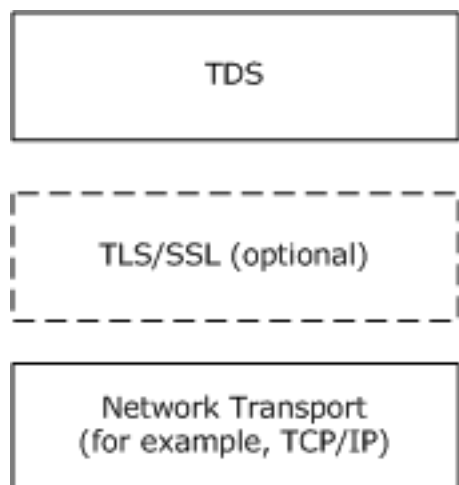 TDS
TLS/SSL (optional)
Network Transport
(for example, TCP/IP)